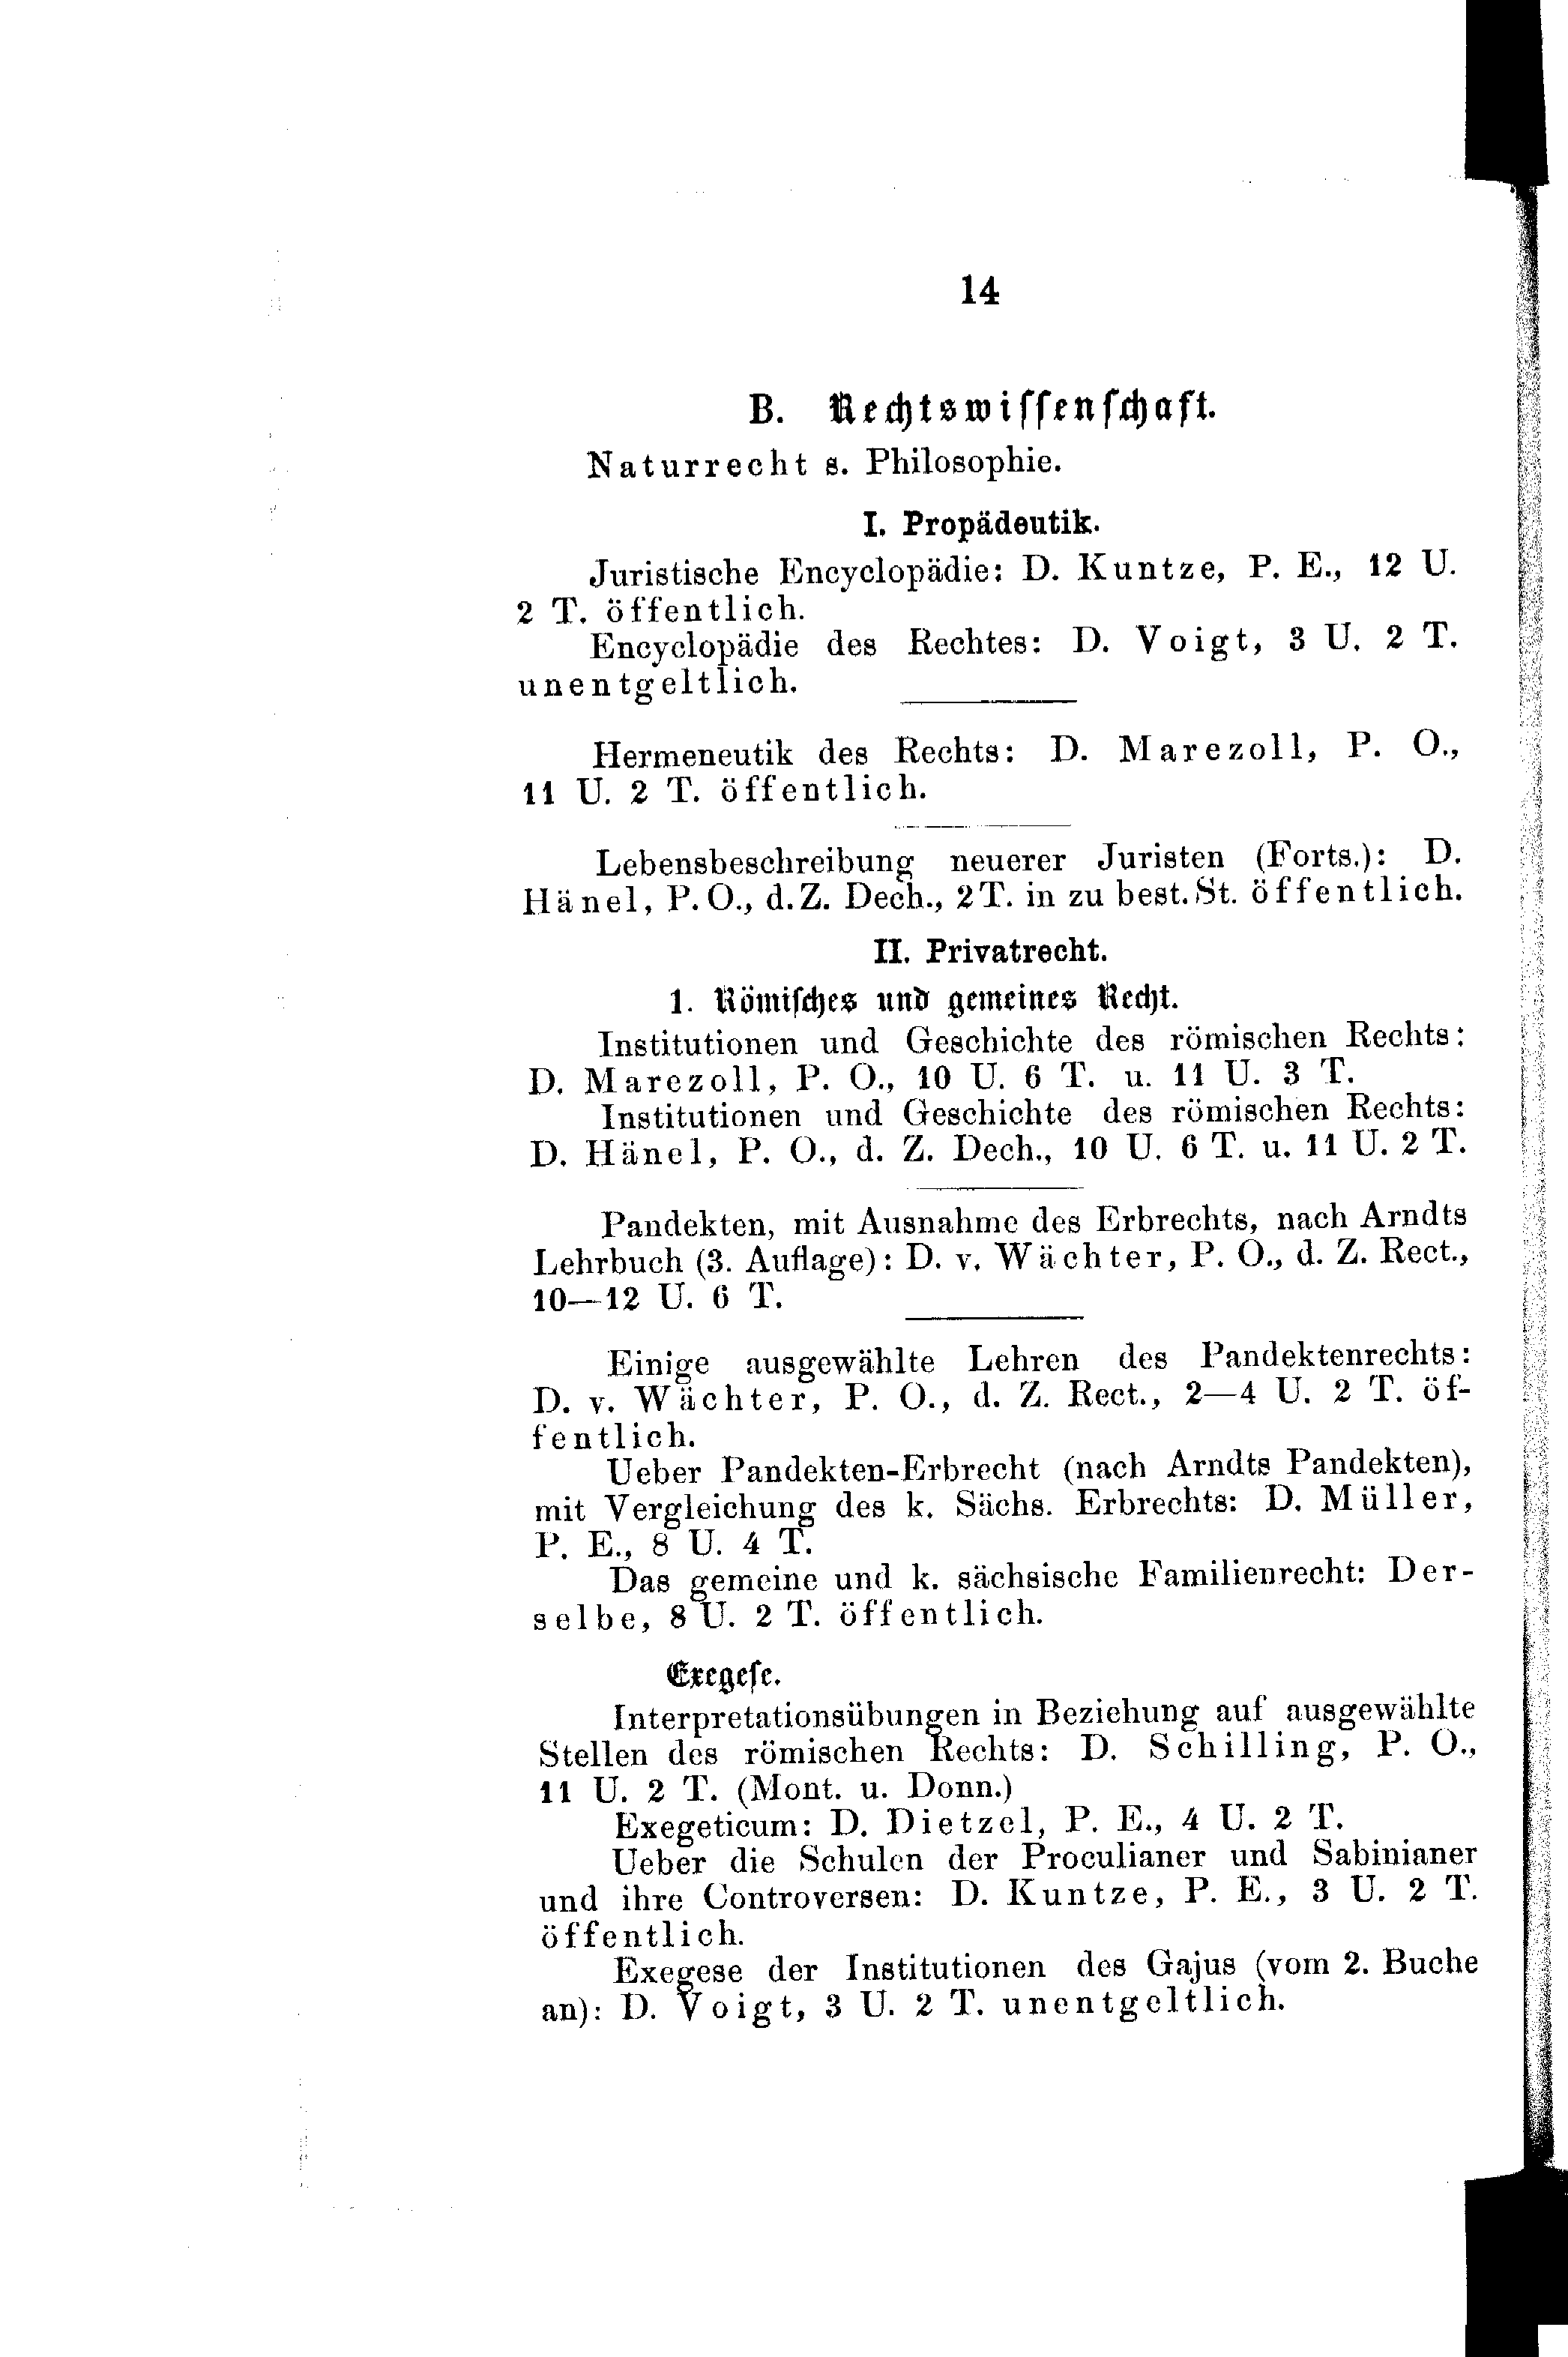 14
B. Rechtswissenschaft.
Naturrecht s. Philosophie.
I. Propädeutik.
Juristische Encyclopädie: D. Kuntze, P. E., 12 U.
2 T. öffentlich.
Encyclopädie des Rechtes: D. Voigt, 3 U. 2 T.
unentgeltlich.
Hermeneutik des Rechts: D. Marezoll, P. O.,
11 U. 2 T. öffentlich.
Lebensbeschreibung neuerer Juristen (Forts.): D.
Hänel, P. O., d. Z. Dech., 2 T. in zu best. St. öffentlich.
II. Privatrecht.
1. Römisches und gemeines Recht.
Institutionen und Geschichte des römischen Rechts:
D. Marezoll, P. O., 10 U. 6 T. u. 11 U. 3 T.
Institutionen und Geschichte des römischen Rechts:
D. Hänel, P. O., d. Z. Dech., 10 U. 6 T. u. 11 U. 2 T.
Pandekten, mit Ausnahme des Erbrechts, nach Arndts
Lehrbuch (3. Auflage): D. v. Wächter, P. O., d. Z. Rect.,
10—12 U. 6 T.
Einige ausgewählte Lehren des Pandektenrechts:
D. v. Wächter, P. O., d. Z. Rect., 2—4 U. 2 T. öf-
fentlich.
Ueber Pandekten-Erbrecht (nach Arndts Pandekten),
mit Vergleichung des k. Sächs. Erbrechts: D. Müller,
P. E., 8 U. 4 T.
Das gemeine und k. sächsische Familienrecht: Der-
selbe, 8 U. 2 T. öffentlich.
Exegese.
Interpretationsübungen in Beziehung auf ausgewählte
Stellen des römischen Rechts: D. Schilling, P. O.,
11 U. 2 T. (Mont. u. Donn.)
Exegeticum: D. Dietzel, P. E., 4 U. 2 T.
Ueber die Schulen der Proculianer und Sabinianer
und ihre Controversen: D. Kuntze, P. E., 3 U. 2 T.
öffentlich.
Exegese der Institutionen des Gajus (vom 2. Buche
an): D. Voigt, 3 U. 2 T. unentgeltlich.